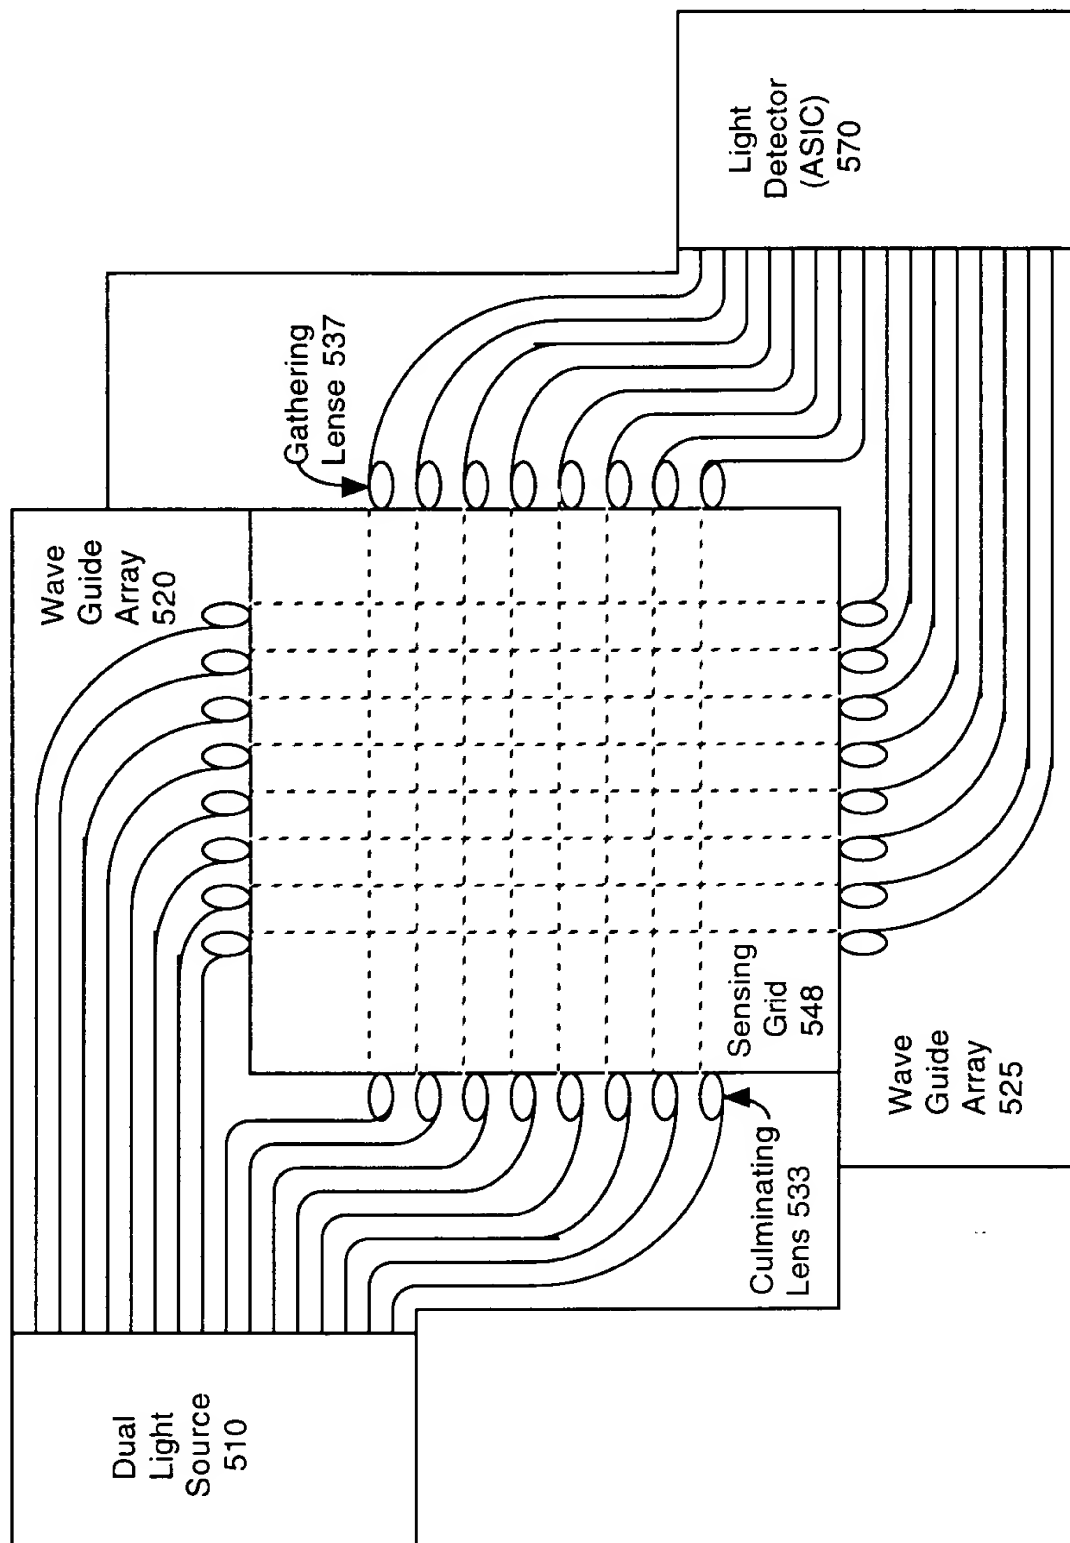 Dual
Light
Source
510
Wave
Guide
Array
520
Gathering
Lense 537
Light
Detector
(ASIC)
570
Sensing
Grid
548
Culminating
Lens 533
Wave
Guide
Array
525